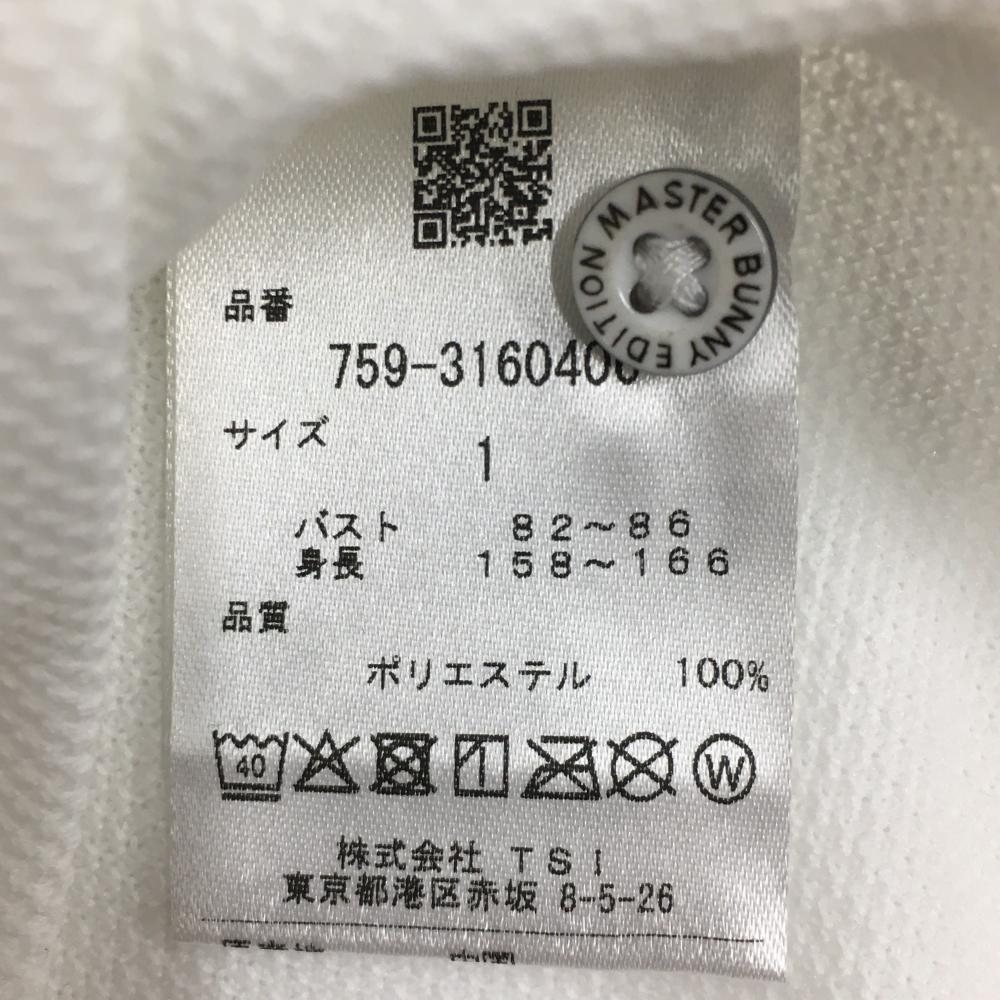 MASTER BUNNY EDITION
品番
759-316040
サイズ
1
バスト 82～86
身長 158～166
品質
ポリエステル 100%
40
W
株式会社 TSI
東京都港区赤坂 8-5-26